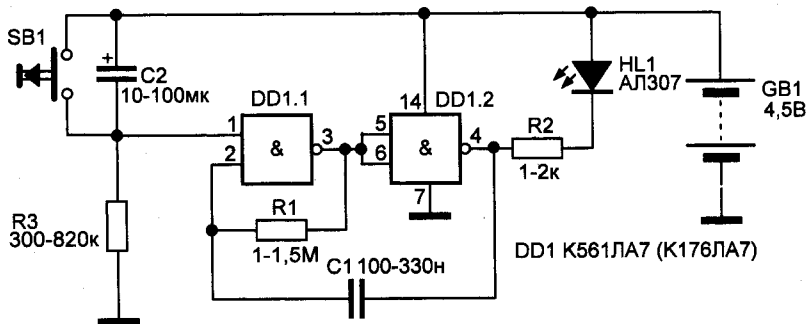 SB1
+
C2
10-100мк
DD1.1
1
2
&
3
R1
1-1,5М
14
DD1.2
5
6
&
4
7
R2
1-2к
HL1
АЛ307
GB1
4,5В
R3
300-820к
C1 100-330н
DD1 К561ЛА7 (К176ЛА7)